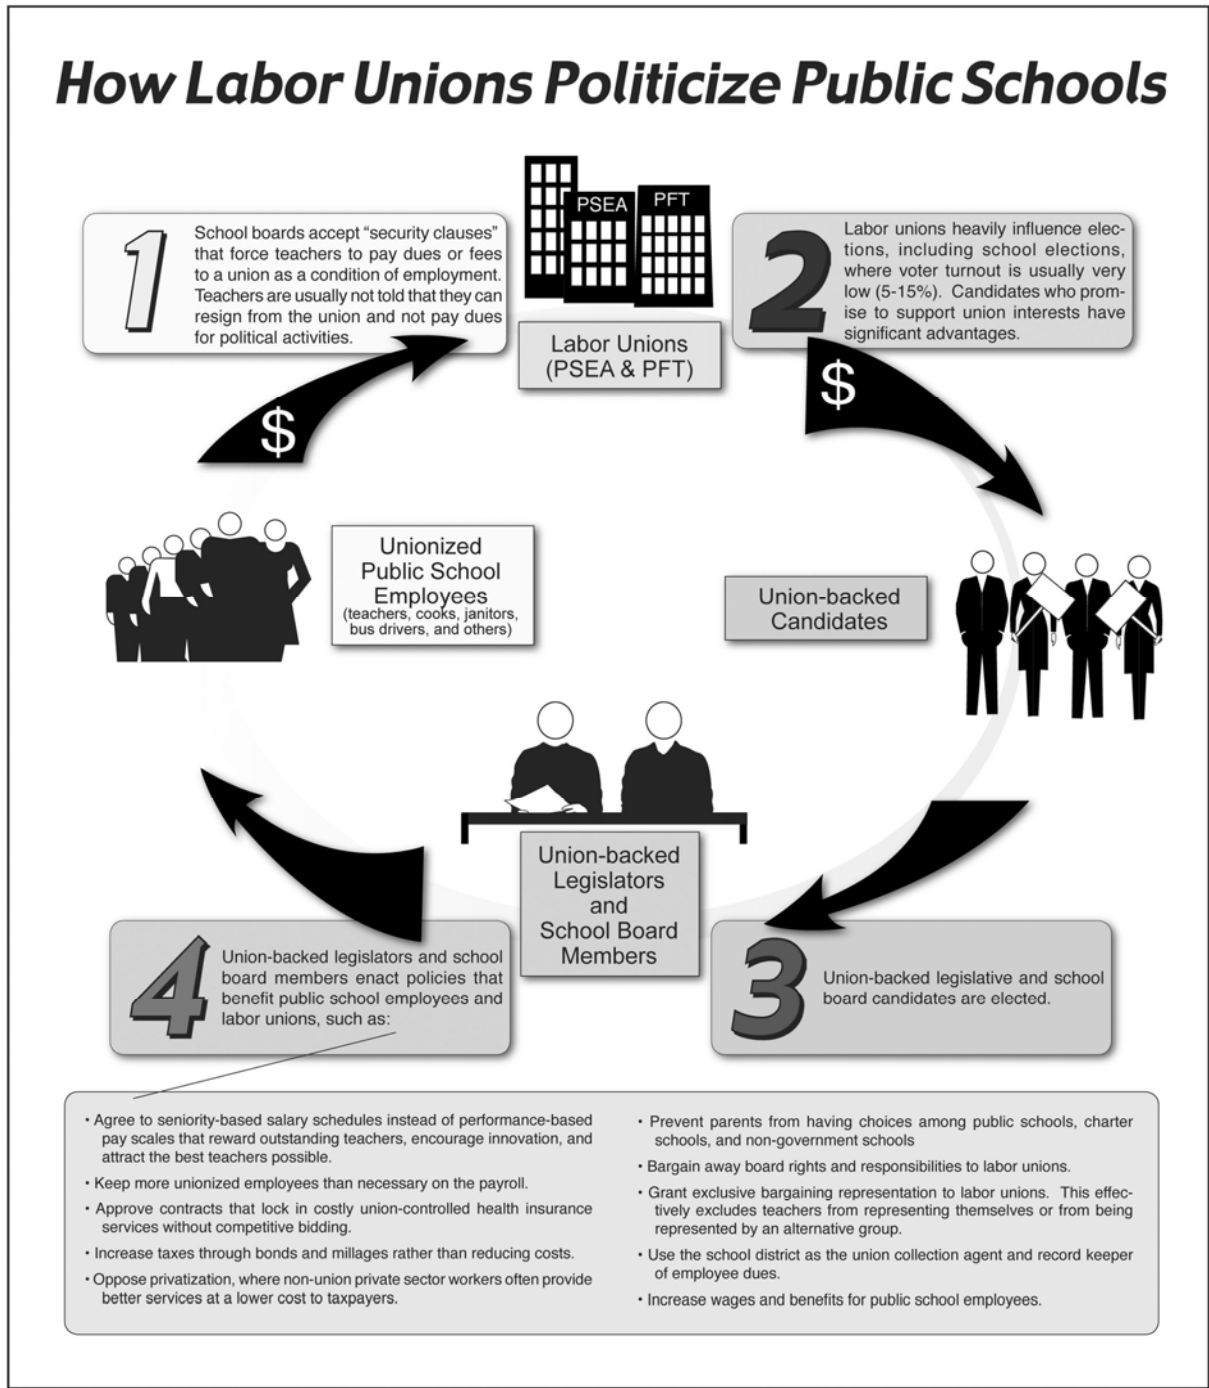 How Labor Unions Politicize Public Schools
PSEA
PFT
1
School boards accept “security clauses”
that force teachers to pay dues or fees
to a union as a condition of employment.
Teachers are usually not told that they can
resign from the union and not pay dues
for political activities.
2
Labor unions heavily influence elec-
tions, including school elections,
where voter turnout is usually very
low (5-15%). Candidates who prom-
ise to support union interests have
significant advantages.
Labor Unions
(PSEA & PFT)
$
$
Unionized
Public School
Employees
(teachers, cooks, janitors,
bus drivers, and others)
Union-backed
Candidates
Union-backed
Legislators
and
School Board
Members
3
Union-backed legislative and school
board candidates are elected.
4
Union-backed legislators and school
board members enact policies that
benefit public school employees and
labor unions, such as:
• Agree to seniority-based salary schedules instead of performance-based
pay scales that reward outstanding teachers, encourage innovation, and
attract the best teachers possible.
• Keep more unionized employees than necessary on the payroll.
• Approve contracts that lock in costly union-controlled health insurance
services without competitive bidding.
• Increase taxes through bonds and millages rather than reducing costs.
• Oppose privatization, where non-union private sector workers often provide
better services at a lower cost to taxpayers.
• Prevent parents from having choices among public schools, charter
schools, and non-government schools
• Bargain away board rights and responsibilities to labor unions.
• Grant exclusive bargaining representation to labor unions. This effec-
tively excludes teachers from representing themselves or from being
represented by an alternative group.
• Use the school district as the union collection agent and record keeper
of employee dues.
• Increase wages and benefits for public school employees.